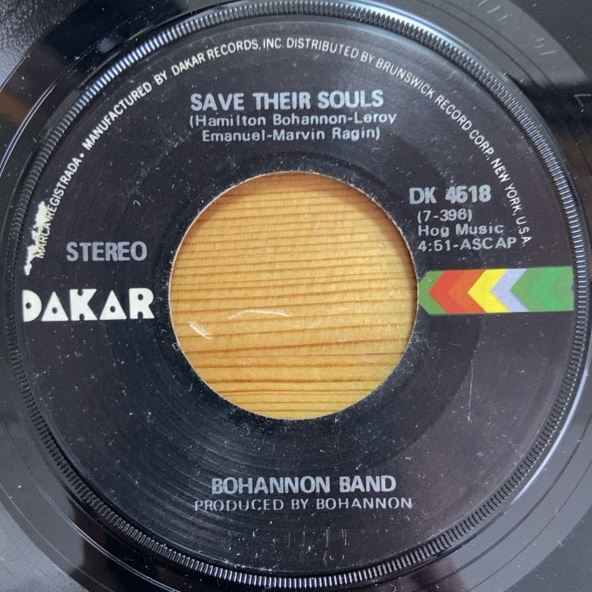 MARCA REGISTRADA • MANUFACTURED BY DAKAR RECORDS, INC. DISTRIBUTED BY BRUNSWICK RECORD CORP. NEW YORK, U.S.A.
SAVE THEIR SOULS
(Hamilton Bohannon-Leroy
Emanuel-Marvin Ragin)
DK 4518
(7-396)
Hog Music
4:51-ASCAP
STEREO
DAKAR
BOHANNON BAND
PRODUCED BY BOHANNON